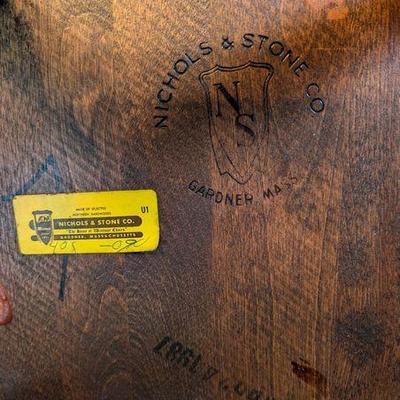 NICHOLS & STONE CO
NS
GARDNER MASS
MADE OF SELECTED
NORTHERN HARDWOODS
U1
NICHOLS & STONE CO.
"The Home of Windsor Chairs"
GARDNER, MASSACHUSETTS